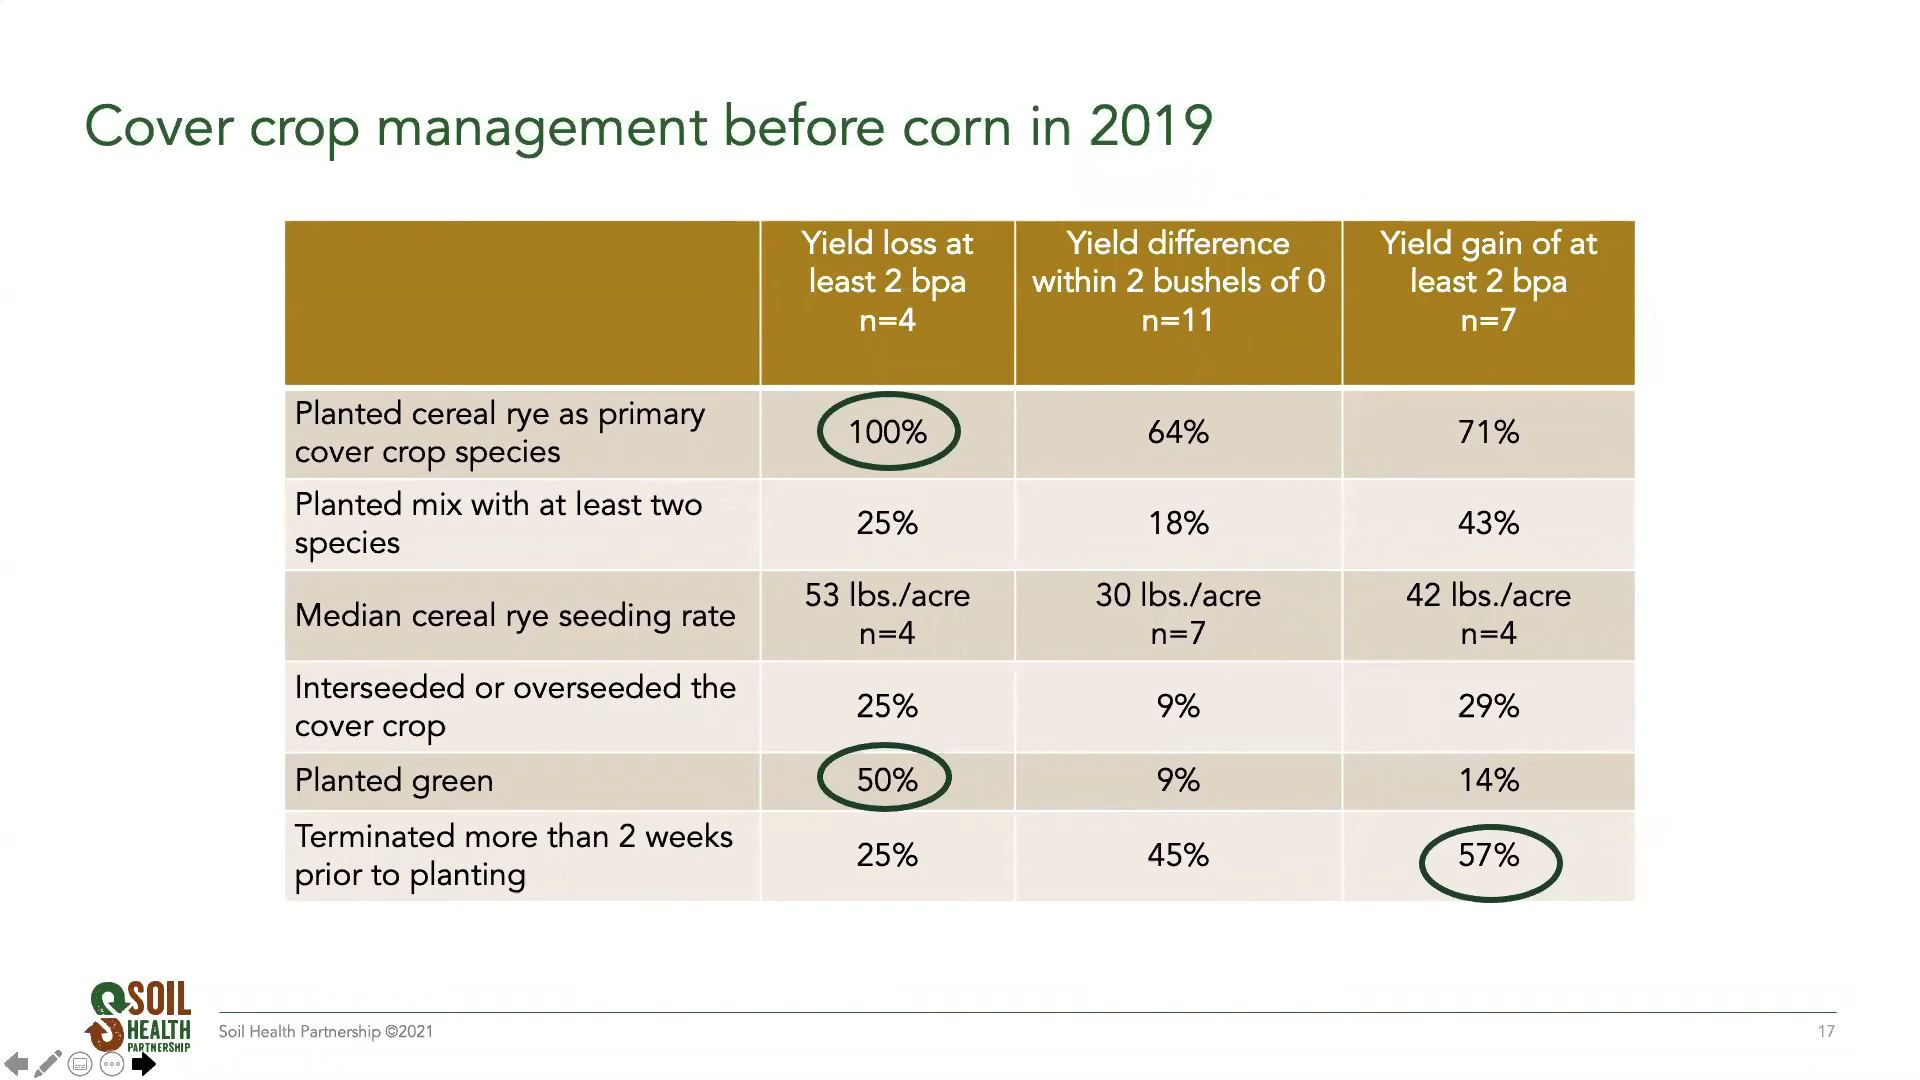 Cover crop management before corn in 2019
Yield loss at
least 2 bpa
n=4
Yield difference
within 2 bushels of 0
n=11
Yield gain of at
least 2 bpa
n=7
Planted cereal rye as primary
cover crop species
100%
64%
71%
Planted mix with at least two
species
25%
18%
43%
Median cereal rye seeding rate
53 lbs./acre
n=4
30 lbs./acre
n=7
42 lbs./acre
n=4
Interseeded or overseeded the
cover crop
25%
9%
29%
Planted green
50%
9%
14%
Terminated more than 2 weeks
prior to planting
25%
45%
57%
SOIL
HEALTH
PARTNERSHIP
Soil Health Partnership ©2021
17